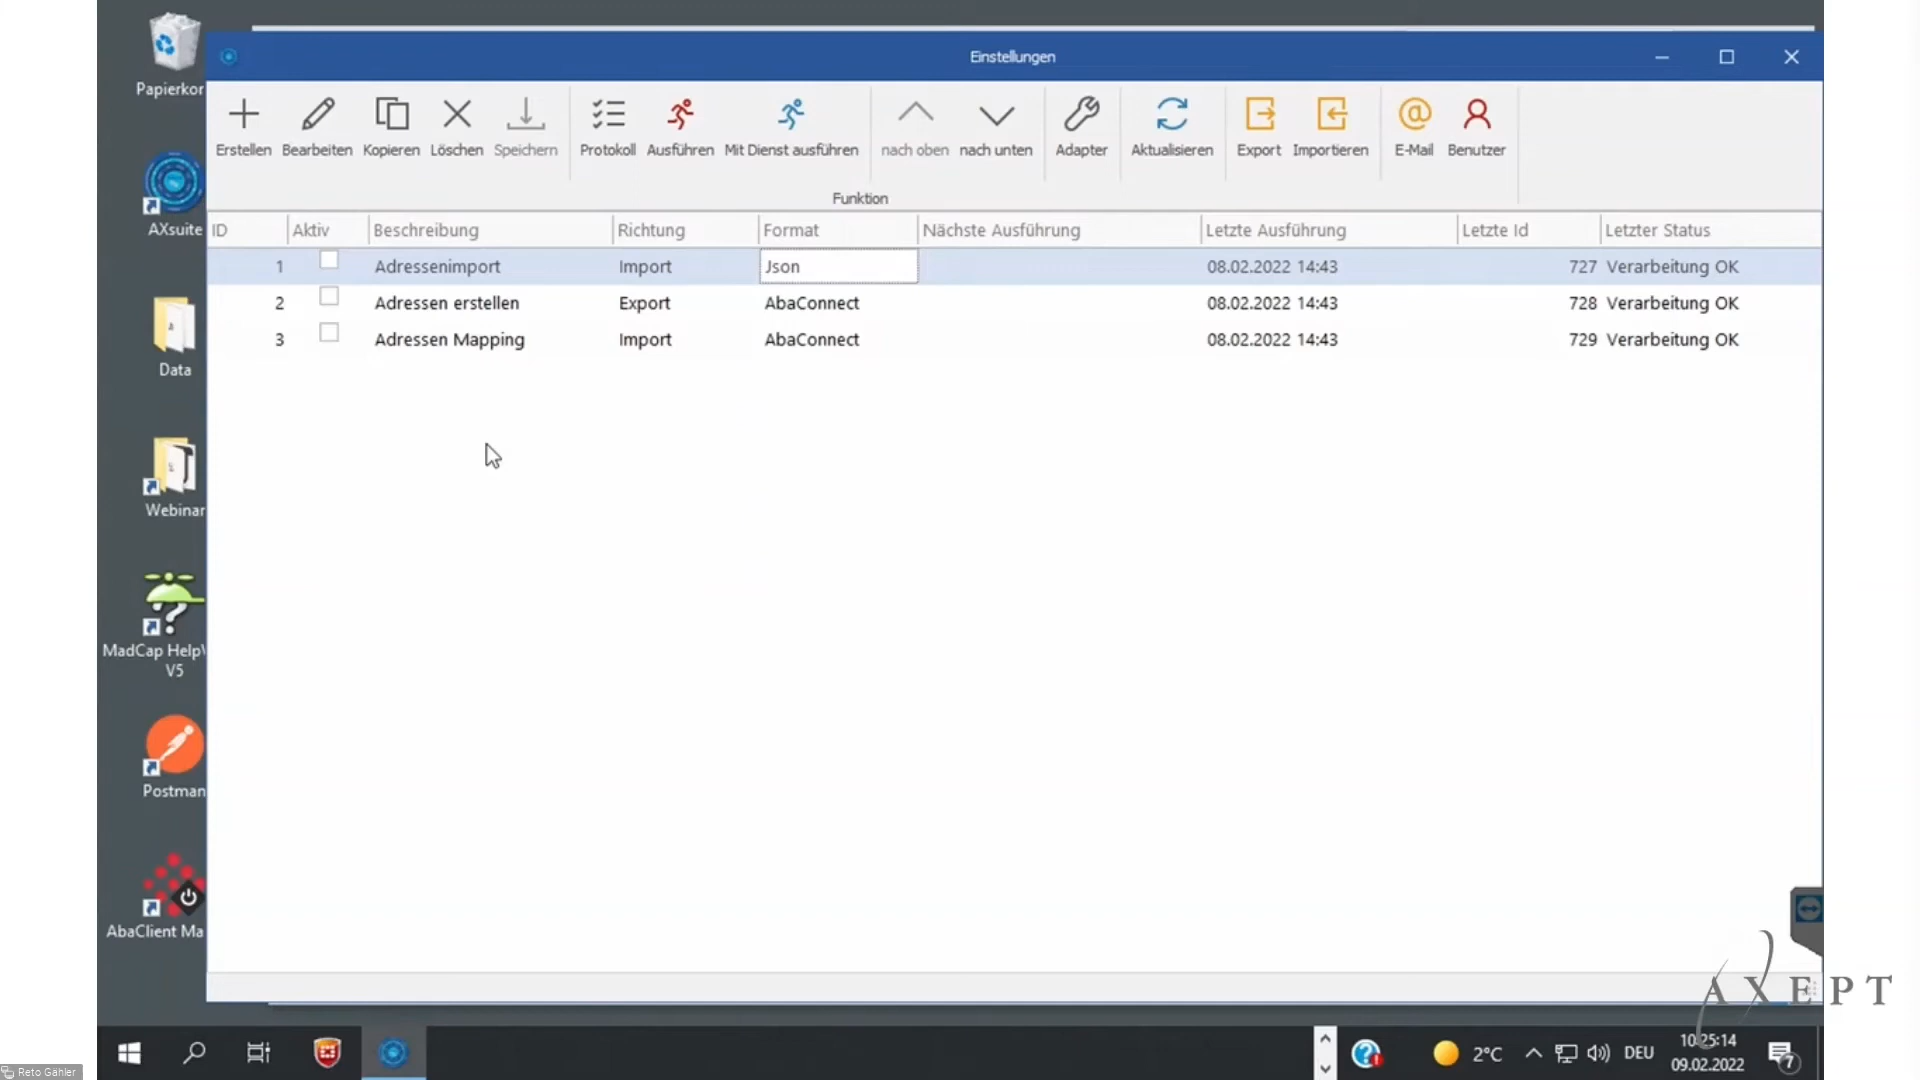 Papierkor
Einstellungen
Erstellen Bearbeiten Kopieren Löschen Speichern Protokoll Ausführen Mit Dienst ausführen nach oben nach unten Adapter Aktualisieren Export Importieren E-Mail Benutzer
Funktion
AXsuite
ID Aktiv Beschreibung Richtung Format Nächste Ausführung Letzte Ausführung Letzte Id Letzter Status
1 Adressenimport Import Json 08.02.2022 14:43 727 Verarbeitung OK
2 Adressen erstellen Export AbaConnect 08.02.2022 14:43 728 Verarbeitung OK
3 Adressen Mapping Import AbaConnect 08.02.2022 14:43 729 Verarbeitung OK
Data
Webinar
MadCap Help
V5
Postman
AbaClient Ma
AXEPT
2°C DEU 10:25:14
09.02.2022
7
Reto Gähler